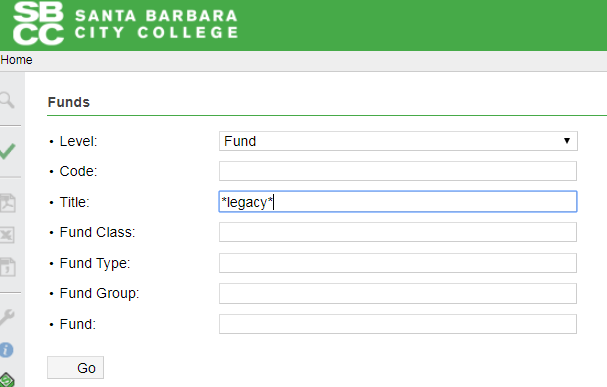 SB
CC
SANTA BARBARA
CITY COLLEGE
Home
Funds
• Level: Fund
• Code:
• Title: *legacy*
• Fund Class:
• Fund Type:
• Fund Group:
• Fund:
Go